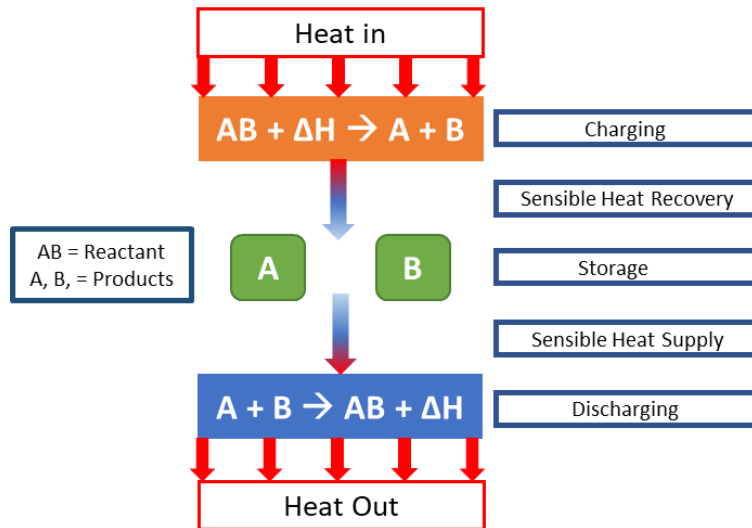 Heat in
AB + ΔH → A + B
Charging
Sensible Heat Recovery
AB = Reactant
A, B, = Products
A
B
Storage
Sensible Heat Supply
A + B → AB + ΔH
Discharging
Heat Out